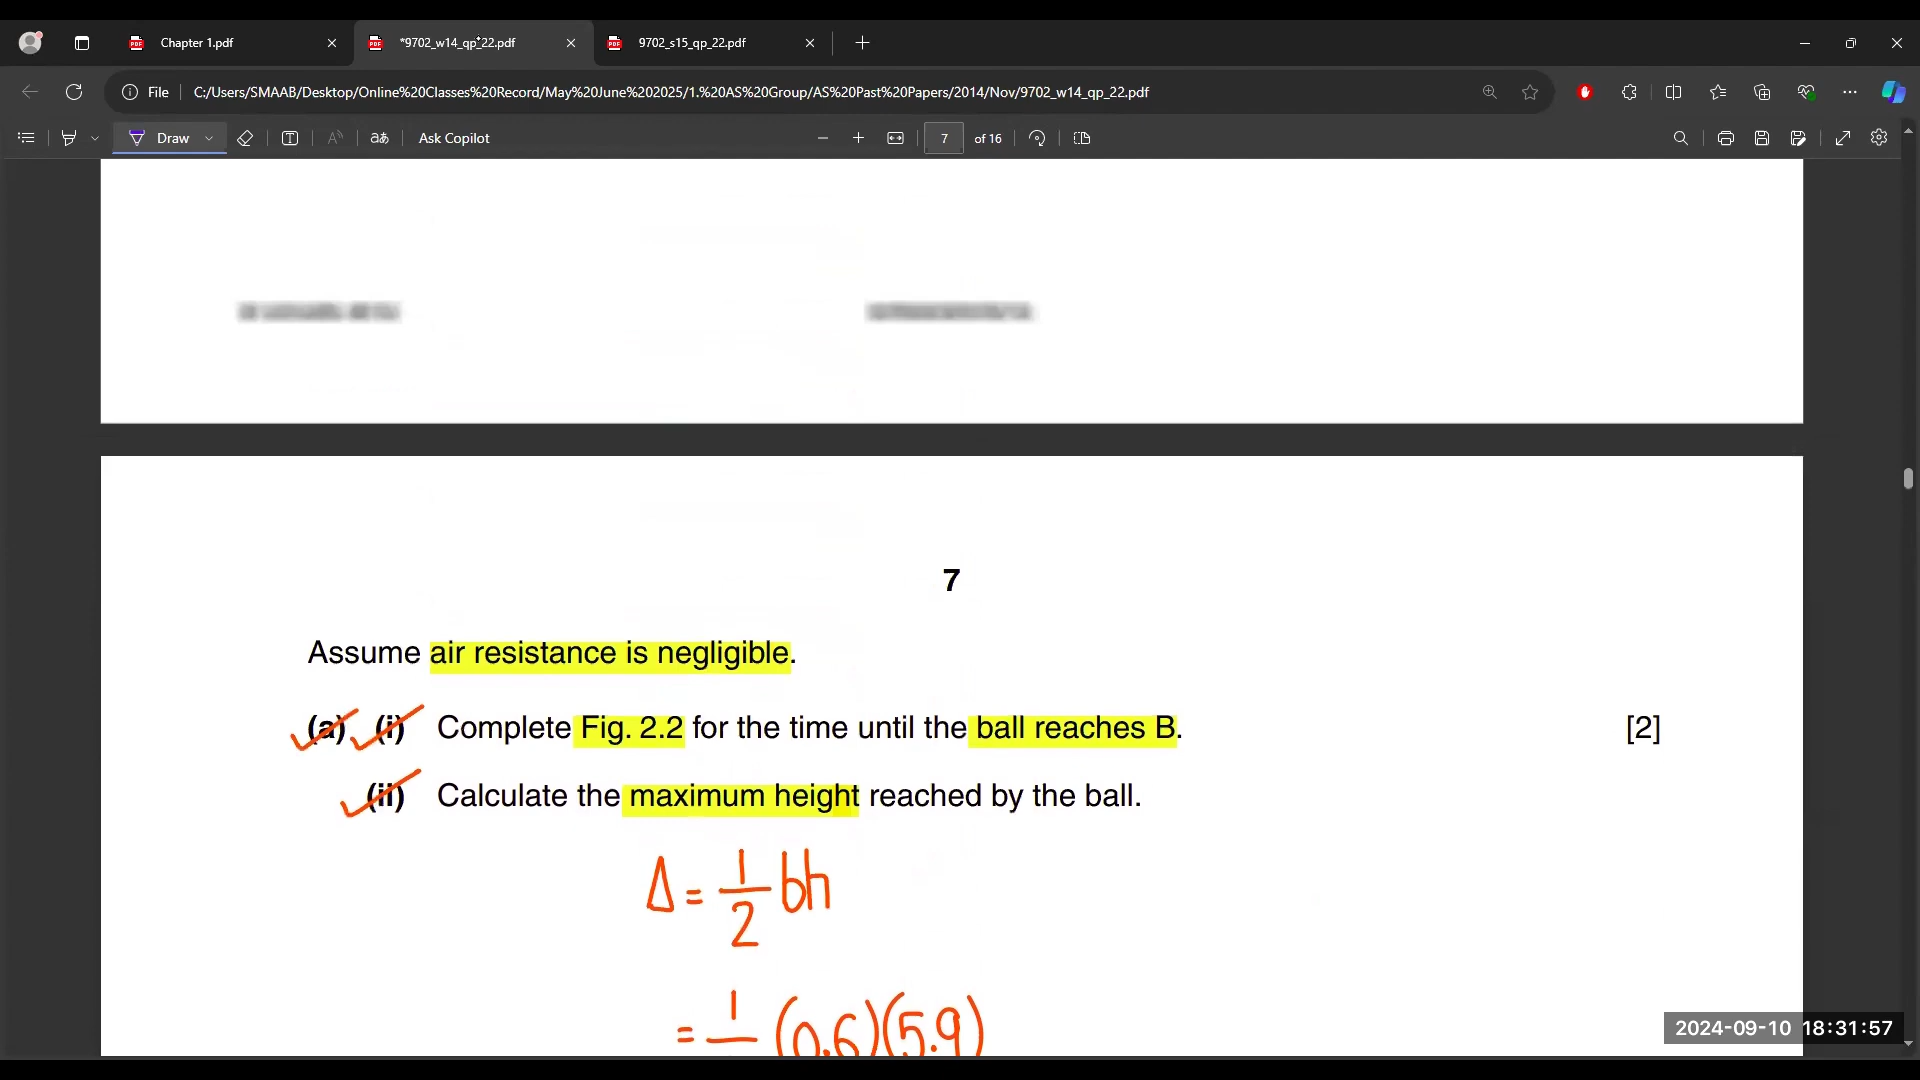 Chapter 1.pdf
*9702_w14_qp_22.pdf
9702_s15_qp_22.pdf
File
C:/Users/SMAAB/Desktop/Online%20Classes%20Record/May%20June%202025/1.%20AS%20Group/AS%20Past%20Papers/2014/Nov/9702_w14_qp_22.pdf
Draw
Ask Copilot
7 of 16
7
Assume air resistance is negligible.
(a) (i) Complete Fig. 2.2 for the time until the ball reaches B. [2]
(ii) Calculate the maximum height reached by the ball.
Δ = 1/2 bh
= 1 (0.6)(5.9)
2024-09-10 18:31:57